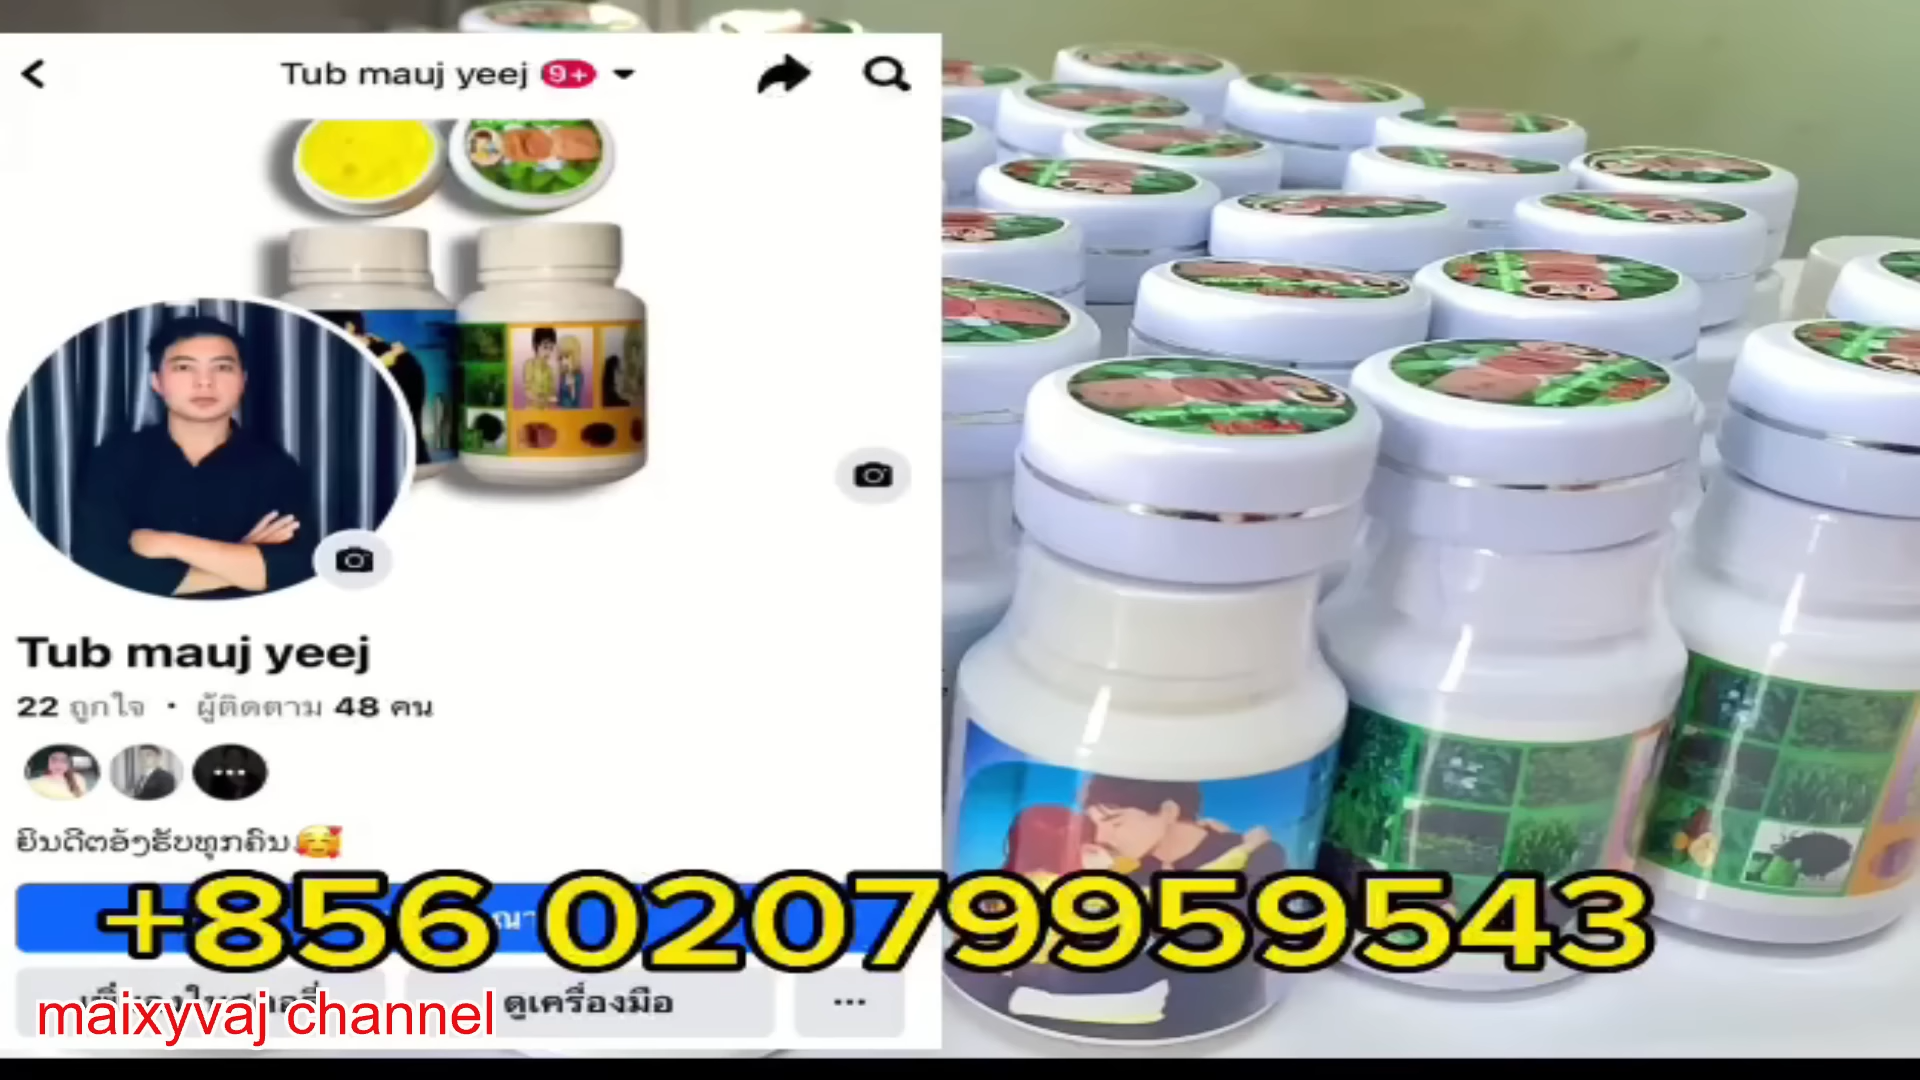 Tub mauj yeej 9+
Tub mauj yeej
22 ถูกใจ · ผู้ติดตาม 48 คน
ຍິນດີຕອ້ງຮັບທຸກຄົນ🥰
+856 02079959543
ดูเครื่องมือ
maixyvaj channel